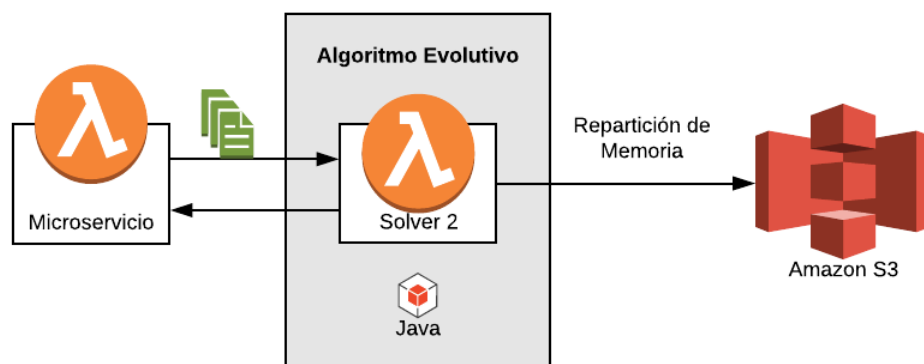 Algoritmo Evolutivo
Microservicio
Solver 2
Java
Repartición de
Memoria
Amazon S3